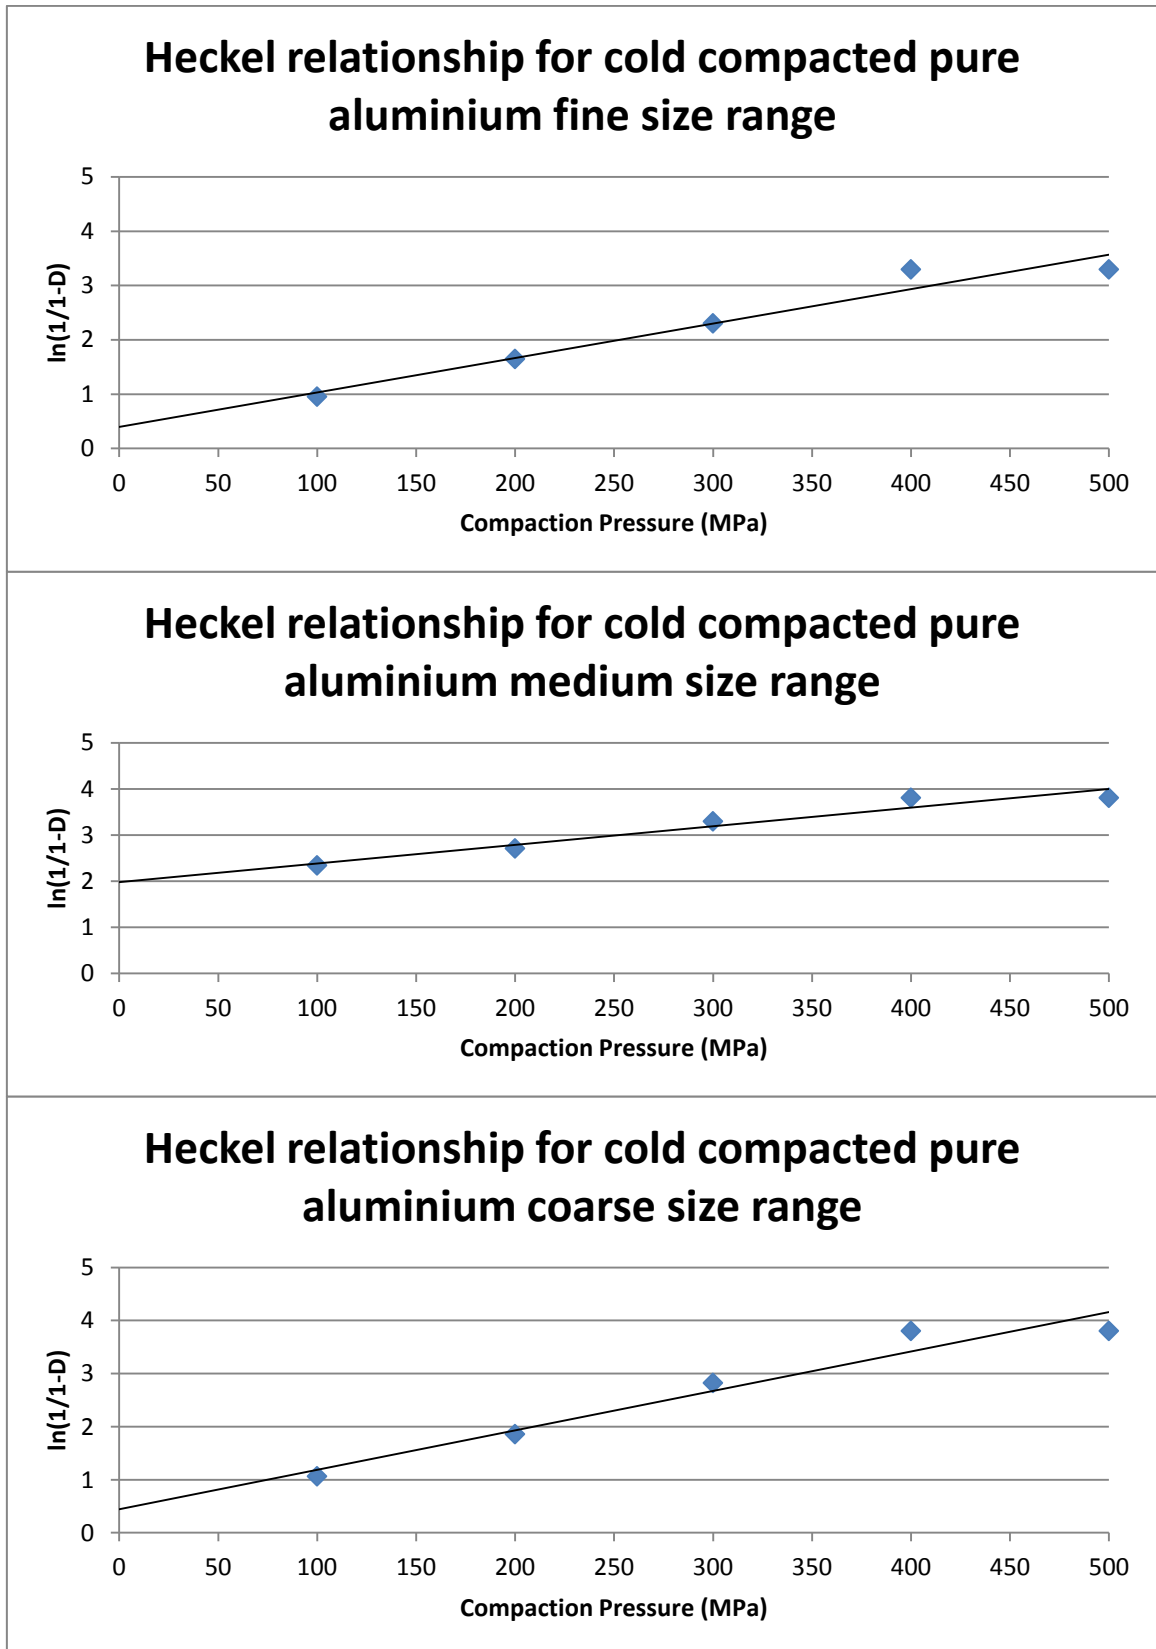 Heckel relationship for cold compacted pure
aluminium fine size range
5
4
3
2
1
0
ln(1/1-D)
0 50 100 150 200 250 300 350 400 450 500
Compaction Pressure (MPa)
Heckel relationship for cold compacted pure
aluminium medium size range
5
4
3
2
1
0
ln(1/1-D)
0 50 100 150 200 250 300 350 400 450 500
Compaction Pressure (MPa)
Heckel relationship for cold compacted pure
aluminium coarse size range
5
4
3
2
1
0
ln(1/1-D)
0 50 100 150 200 250 300 350 400 450 500
Compaction Pressure (MPa)